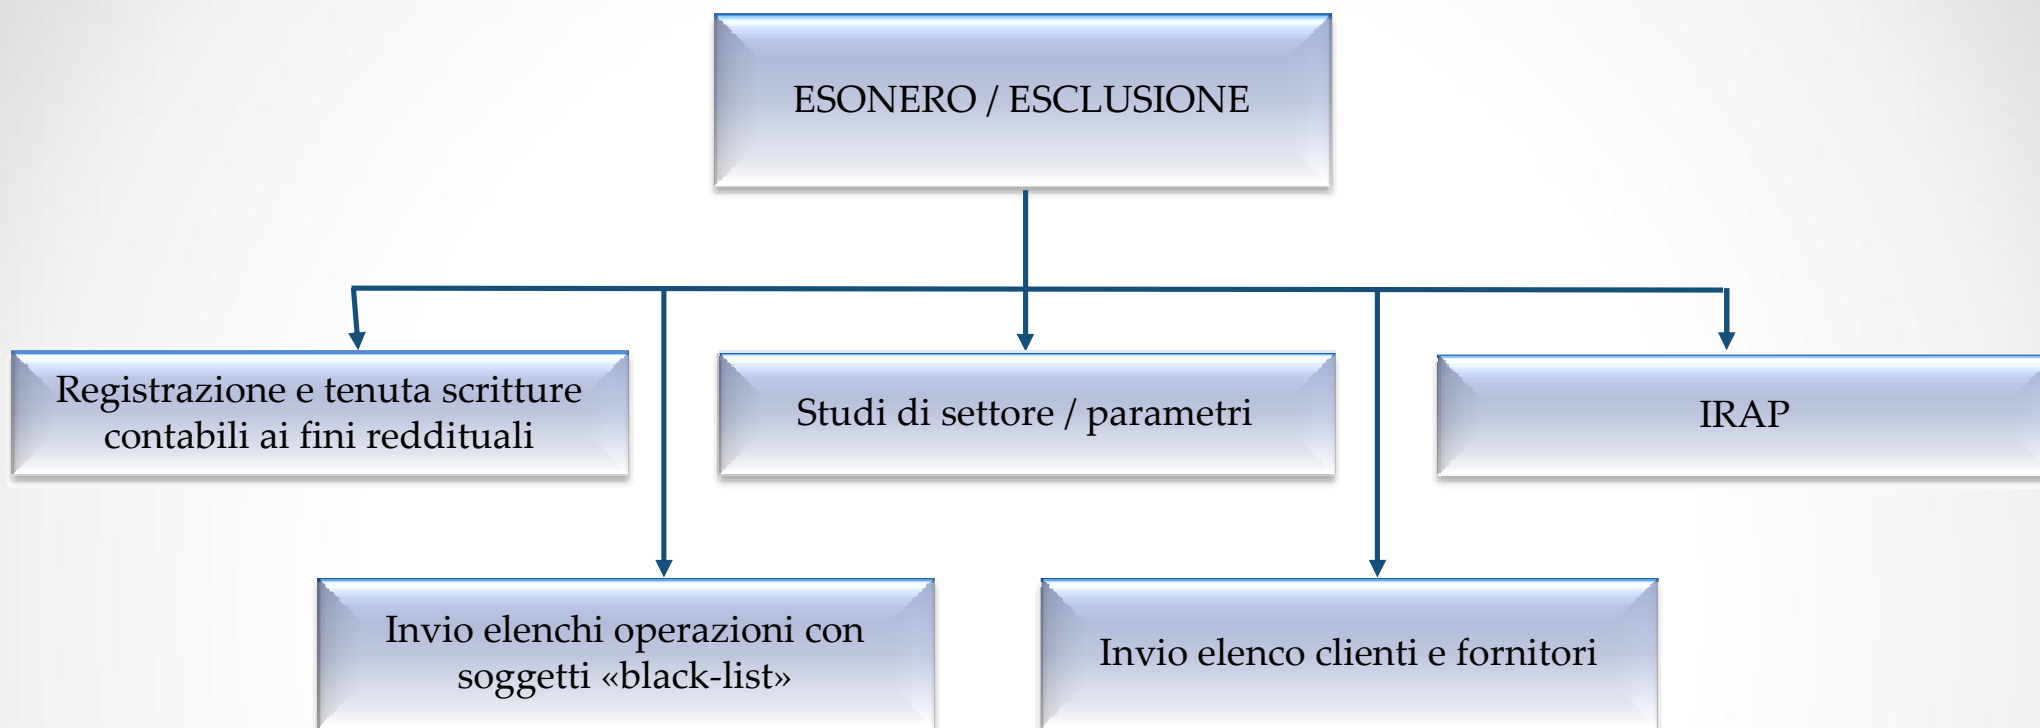 ESONERO / ESCLUSIONE
Registrazione e tenuta scritture
contabili ai fini reddituali
Studi di settore / parametri
IRAP
Invio elenchi operazioni con
soggetti «black-list»
Invio elenco clienti e fornitori